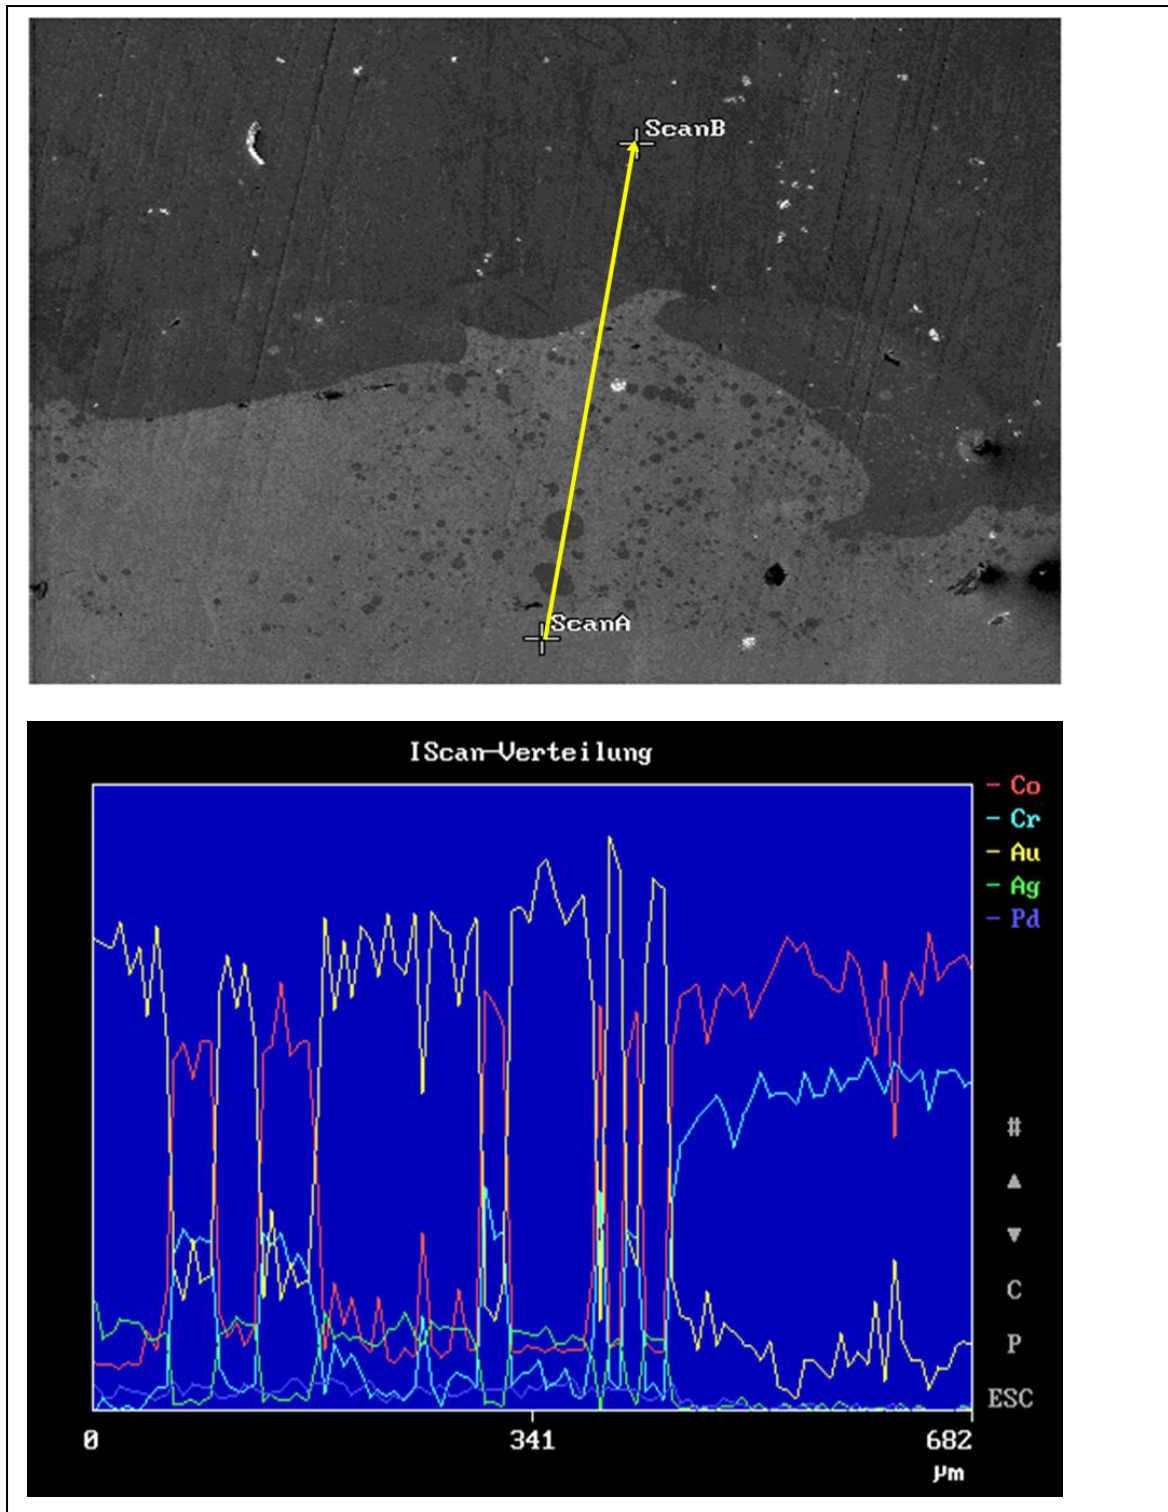 ScanB
ScanA
IScan-Verteilung
- Co
- Cr
- Au
- Ag
- Pd
#
▲
▼
C
P
ESC
0 341 682
µm